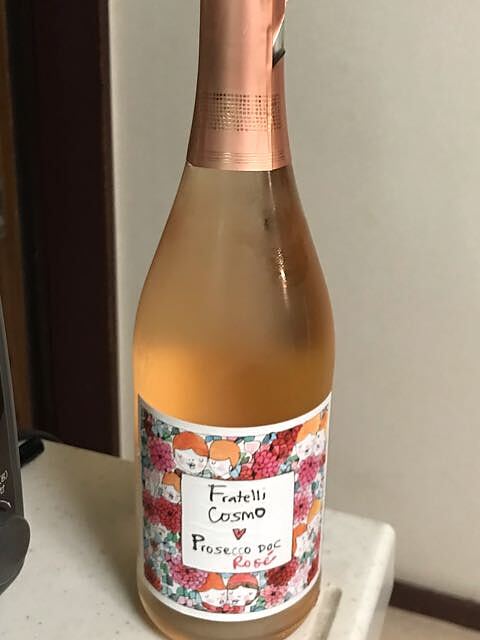 Fratelli
Cosmo
Prosecco DOC
Rosé